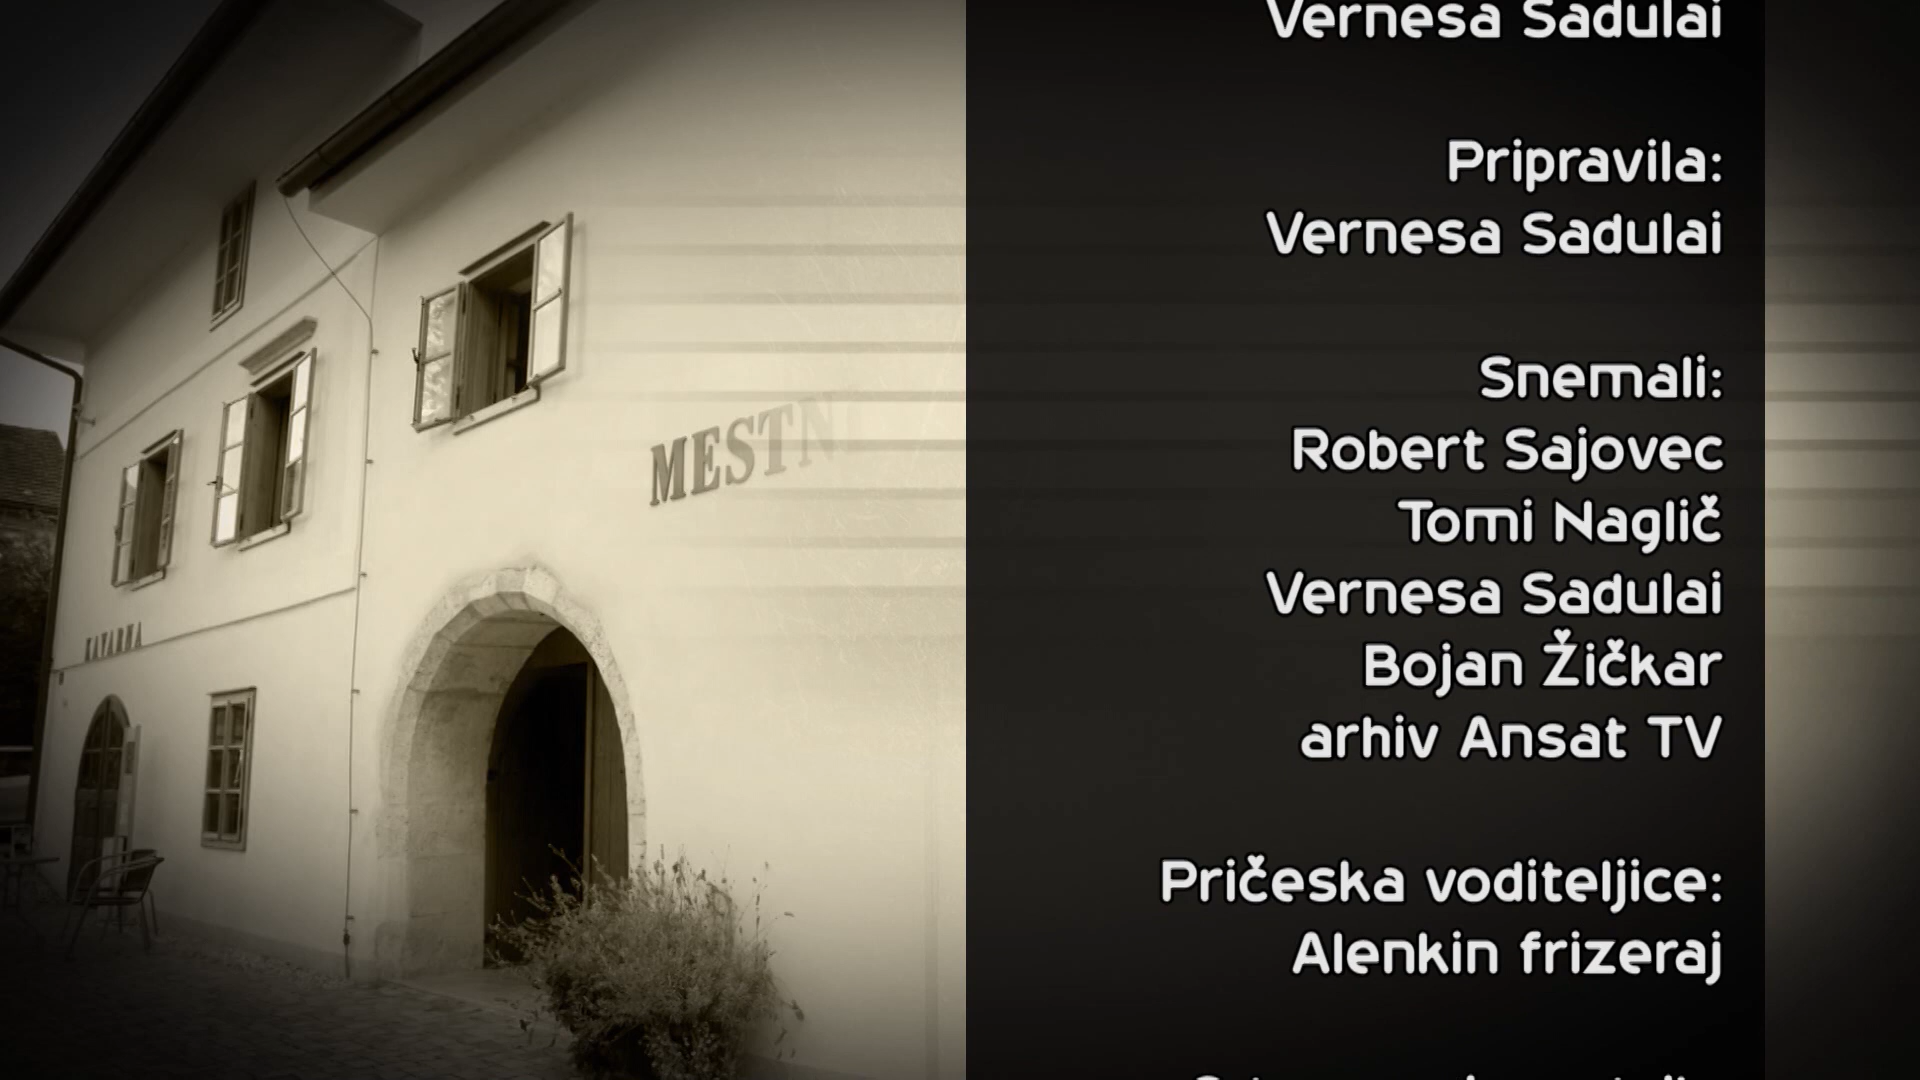 MESTN
KAVARNA
Vernesa Sadulai
Pripravila:
Vernesa Sadulai
Snemali:
Robert Sajovec
Tomi Naglič
Vernesa Sadulai
Bojan Žičkar
arhiv Ansat TV
Pričeska voditeljice:
Alenkin frizeraj